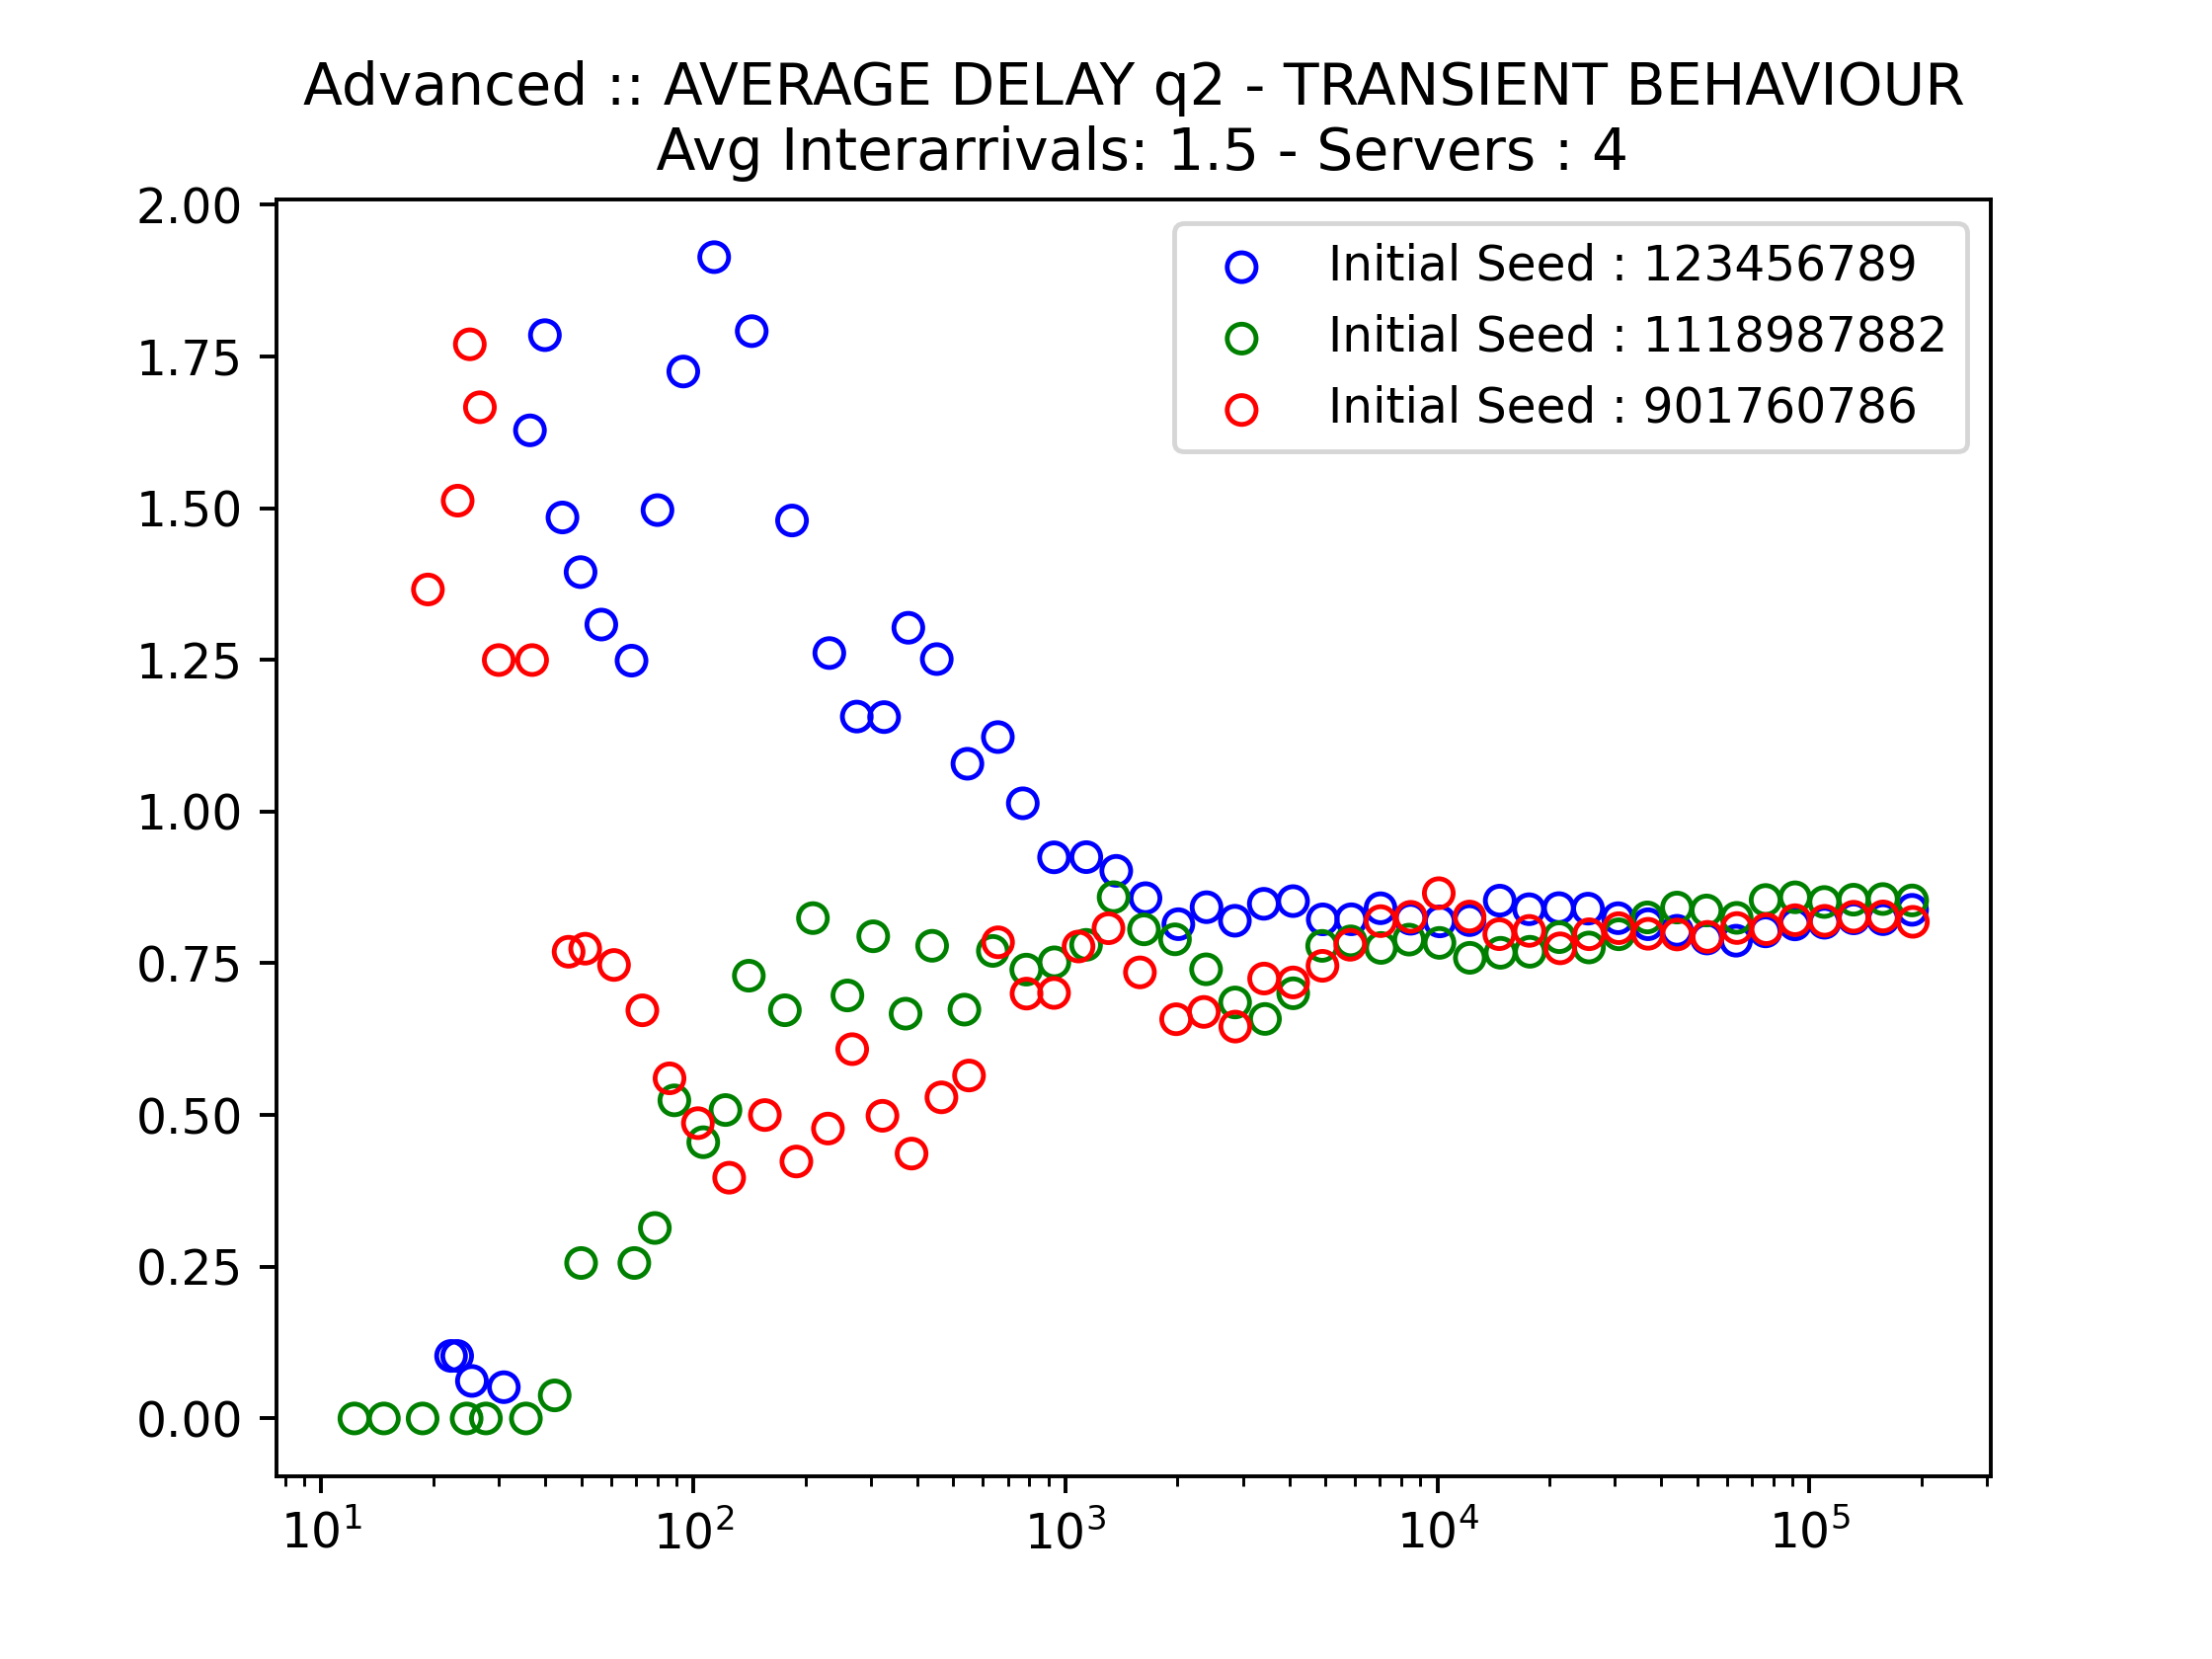 Advanced :: AVERAGE DELAY q2 - TRANSIENT BEHAVIOUR
Avg Interarrivals: 1.5 - Servers : 4
Initial Seed : 123456789
Initial Seed : 1118987882
Initial Seed : 901760786
2.00
1.75
1.50
1.25
1.00
0.75
0.50
0.25
0.00
10¹ 10² 10³ 10⁴ 10⁵